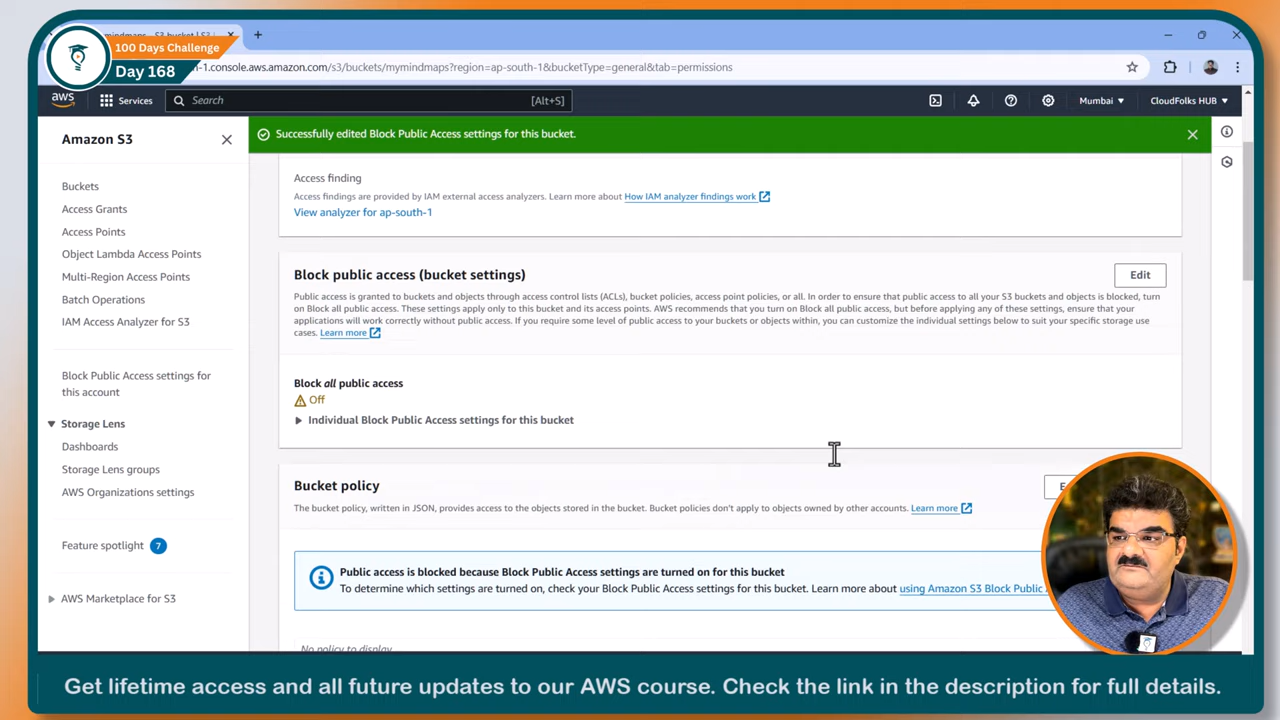 100 Days Challenge
Day 168
-1.console.aws.amazon.com/s3/buckets/mymindmaps?region=ap-south-1&bucketType=general&tab=permissions
aws
Services
Search
[Alt+S]
Mumbai
CloudFolks HUB
Amazon S3
Successfully edited Block Public Access settings for this bucket.
Buckets
Access Grants
Access Points
Object Lambda Access Points
Multi-Region Access Points
Batch Operations
IAM Access Analyzer for S3
Block Public Access settings for
this account
Storage Lens
Dashboards
Storage Lens groups
AWS Organizations settings
Feature spotlight 7
AWS Marketplace for S3
Access finding
Access findings are provided by IAM external access analyzers. Learn more about How IAM analyzer findings work
View analyzer for ap-south-1
Block public access (bucket settings)
Edit
Public access is granted to buckets and objects through access control lists (ACLs), bucket policies, access point policies, or all. In order to ensure that public access to all your S3 buckets and objects is blocked, turn
on Block all public access. These settings apply only to this bucket and its access points. AWS recommends that you turn on Block all public access, but before applying any of these settings, ensure that your
applications will work correctly without public access. If you require some level of public access to your buckets or objects within, you can customize the individual settings below to suit your specific storage use
cases. Learn more
Block all public access
Off
Individual Block Public Access settings for this bucket
Bucket policy
The bucket policy, written in JSON, provides access to the objects stored in the bucket. Bucket policies don't apply to objects owned by other accounts. Learn more
Public access is blocked because Block Public Access settings are turned on for this bucket
To determine which settings are turned on, check your Block Public Access settings for this bucket. Learn more about using Amazon S3 Block Public
No policy to display
Get lifetime access and all future updates to our AWS course. Check the link in the description for full details.